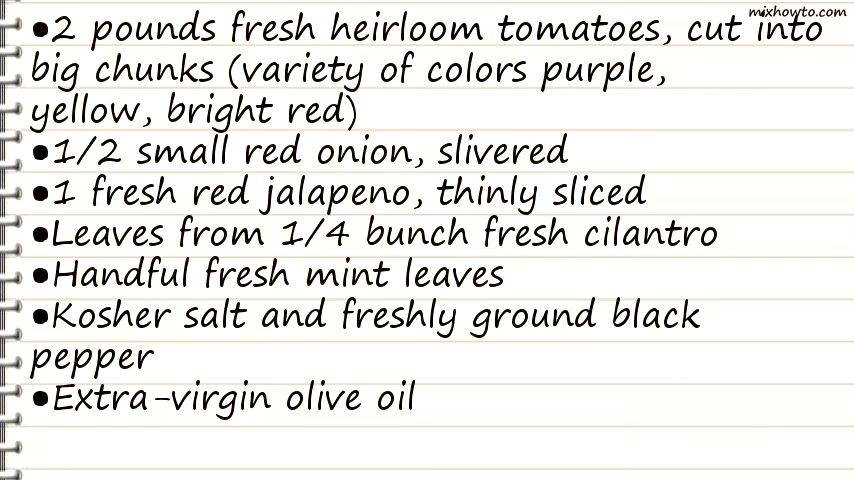 mixhowto.com
•2 pounds fresh heirloom tomatoes, cut into
big chunks (variety of colors purple,
yellow, bright red)
•1/2 small red onion, slivered
•1 fresh red jalapeno, thinly sliced
•Leaves from 1/4 bunch fresh cilantro
•Handful fresh mint leaves
•Kosher salt and freshly ground black
pepper
•Extra-virgin olive oil